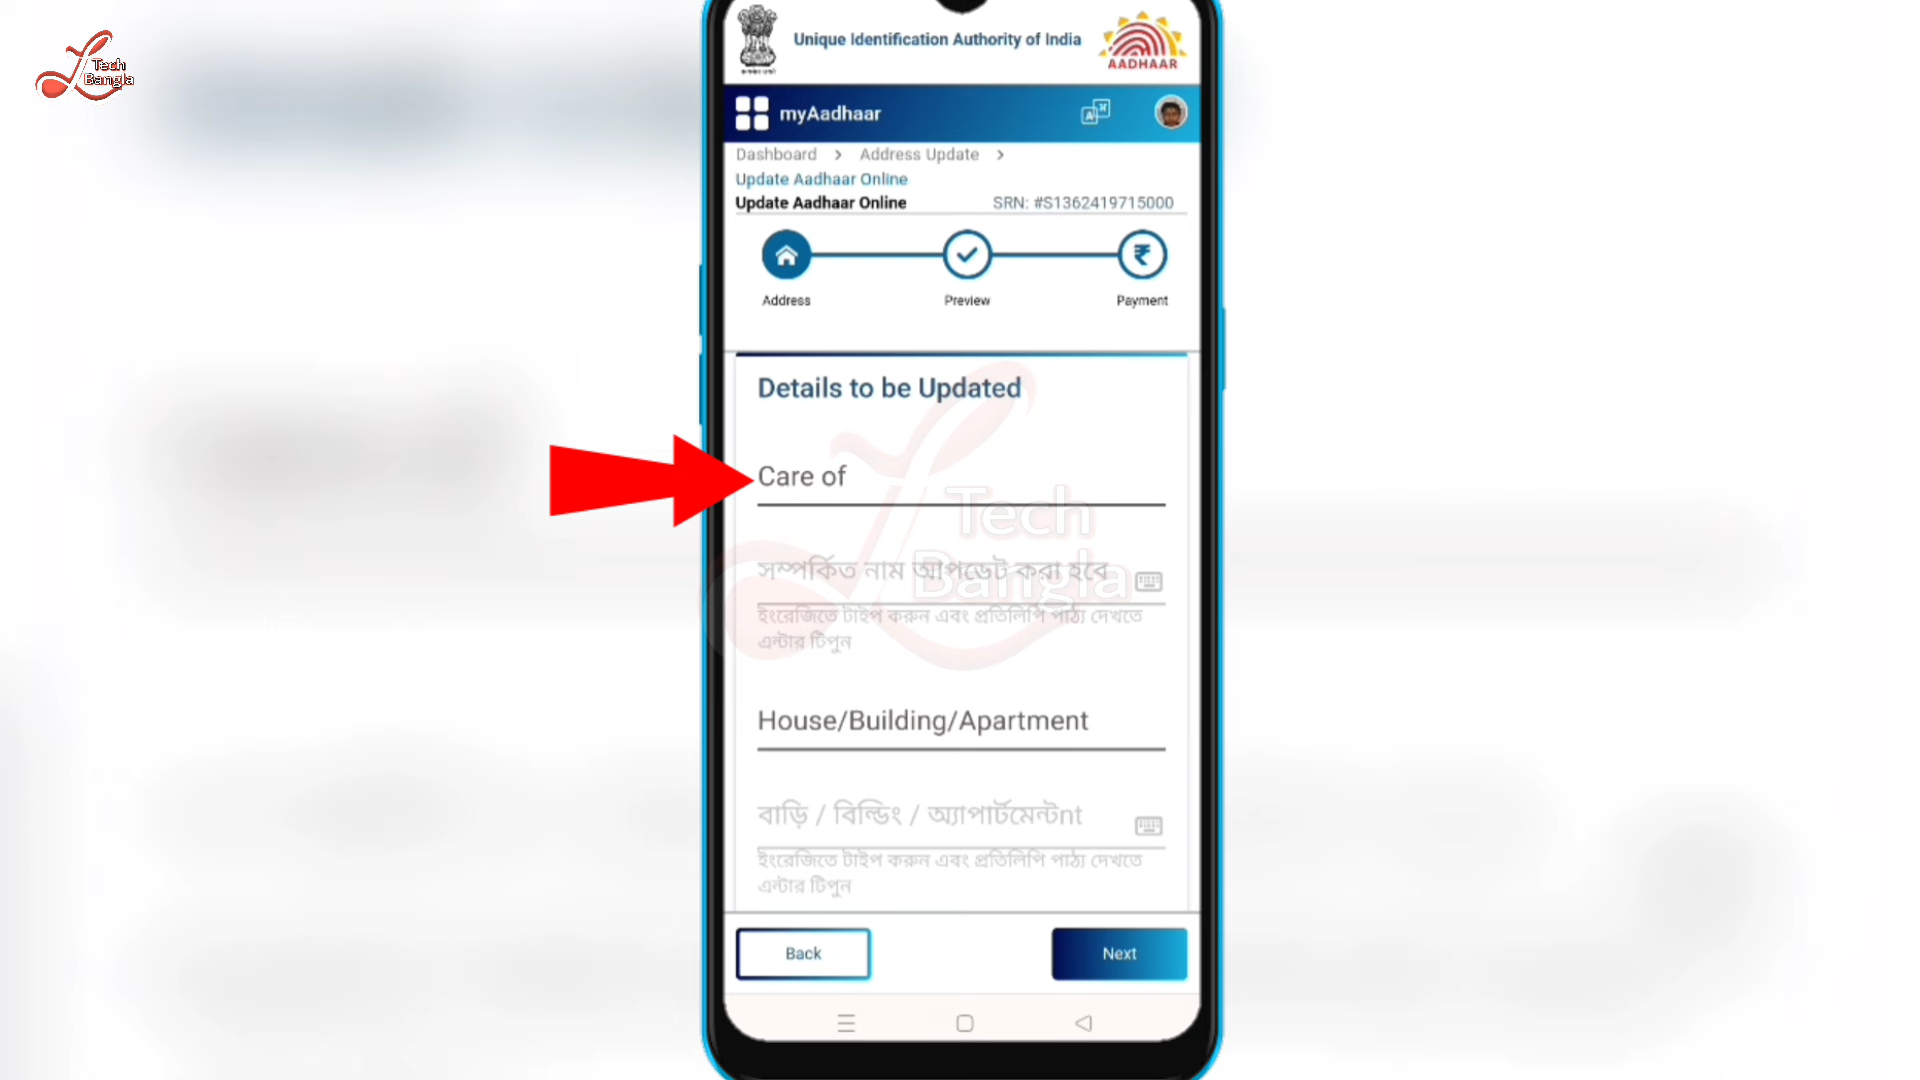 Tech
Bangla
Unique Identification Authority of India
AADHAAR
myAadhaar
Dashboard > Address Update >
Update Aadhaar Online
Update Aadhaar Online SRN: #S1362419715000
Address Preview Payment
Details to be Updated
Care of
Tech
Bangla
সম্পর্কিত নাম আপডেট করা হবে
ইংরেজিতে টাইপ করুন এবং প্রতিলিপি পাঠ্য দেখতে
এন্টার টিপুন
House/Building/Apartment
বাড়ি / বিল্ডিং / অ্যাপার্টমেন্টnt
ইংরেজিতে টাইপ করুন এবং প্রতিলিপি পাঠ্য দেখতে
এন্টার টিপুন
Back Next